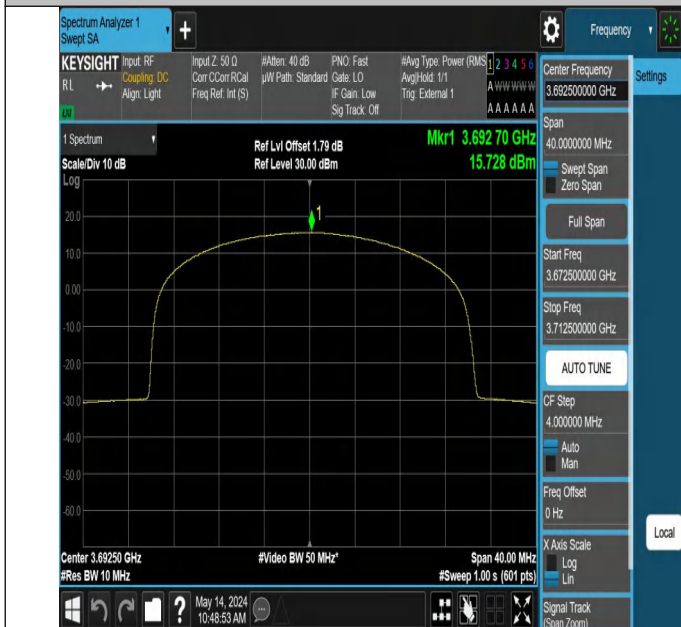 Spectrum Analyzer 1
Swept SA
+
Frequency
KEYSIGHT
RL
Input: RF
Coupling: DC
Align: Light
Input Z: 50 Ω
Corr CCorr RCal
Freq Ref: Int (S)
#Atten: 40 dB
µW Path: Standard
PNO: Fast
Gate: LO
IF Gain: Low
Sig Track: Off
#Avg Type: Power (RMS
Avg|Hold: 1/1
Trig: External 1
1 2 3 4 5 6
A W W W W W
A A A A A A
1 Spectrum
Scale/Div 10 dB
Log
Ref Lvl Offset 1.79 dB
Ref Level 30.00 dBm
Mkr1 3.692 70 GHz
15.728 dBm
1
20.0
10.0
0.00
-10.0
-20.0
-30.0
-40.0
-50.0
-60.0
Center 3.69250 GHz
#Res BW 10 MHz
#Video BW 50 MHz*
Span 40.00 MHz
#Sweep 1.00 s (601 pts)
?
May 14, 2024
10:48:53 AM
Center Frequency
3.692500000 GHz
Settings
Span
40.0000000 MHz
Swept Span
Zero Span
Full Span
Start Freq
3.672500000 GHz
Stop Freq
3.712500000 GHz
AUTO TUNE
CF Step
4.000000 MHz
Auto
Man
Freq Offset
0 Hz
X Axis Scale
Log
Lin
Local
Signal Track
(Span Zoom)